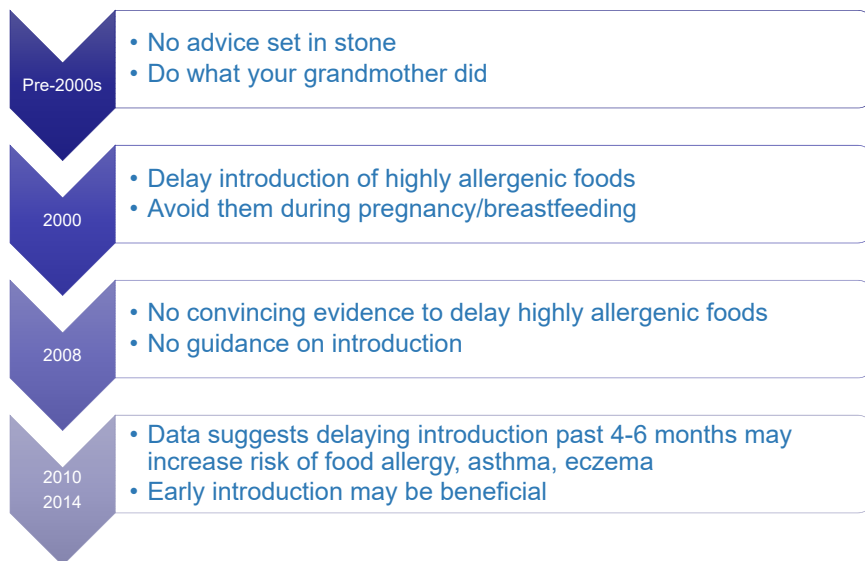 Pre-2000s
• No advice set in stone
• Do what your grandmother did
2000
• Delay introduction of highly allergenic foods
• Avoid them during pregnancy/breastfeeding
2008
• No convincing evidence to delay highly allergenic foods
• No guidance on introduction
2010
2014
• Data suggests delaying introduction past 4-6 months may
increase risk of food allergy, asthma, eczema
• Early introduction may be beneficial